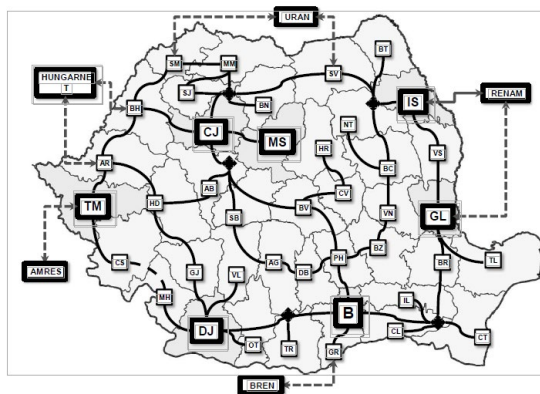 URAN
BT
SM
MM
SV
HUNGARNE
T
SJ
BN
IS
RENAM
BH
CJ
MS
NT
HR
VS
AR
BC
AB
CV
TM
HD
SB
BV
VN
GL
PH
BZ
CS
AG
DB
BR
TL
AMRES
GJ
VL
MH
IL
B
DJ
CL
OT
TR
GR
CT
BREN